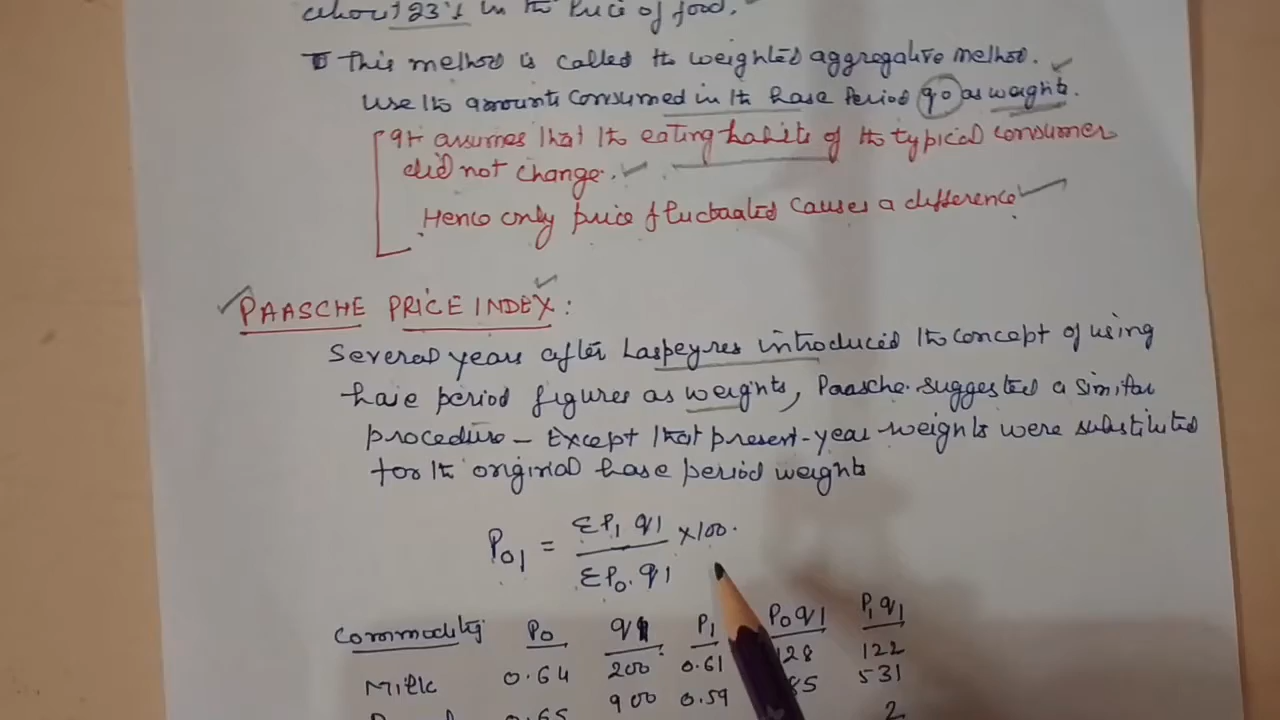 about 23% in the price of food.
This method is called the weighted aggregative method.
Use the amounts consumed in the base Period q0 as weights.
It assumes that the eating habits of the typical consumer
did not change.
Hence only price fluctuated causes a difference
PAASCHE PRICE INDEX:
Several years after Laspeyres introduced the concept of using
base period figures as weights, Paasche suggested a similar
procedure – Except that present-year weights were substituted
for the original base period weights
P01 = ΣP1 q1 / ΣP0.q1 ×100.
Commodity P0 q1 P1 P0q1 P1q1
Milk 0.64 200 0.61 128 122
0.65 900 0.59 85 531
2